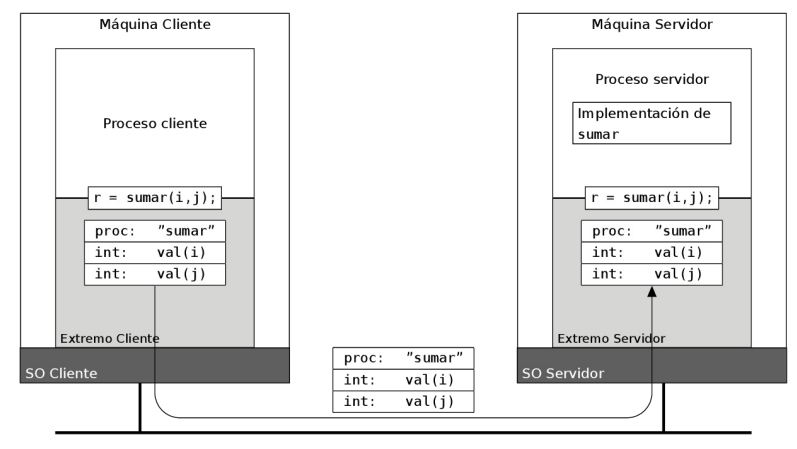 Máquina Cliente
Proceso cliente
r = sumar(i,j);
proc: ”sumar”
int: val(i)
int: val(j)
Extremo Cliente
SO Cliente
proc: ”sumar”
int: val(i)
int: val(j)
Máquina Servidor
Proceso servidor
Implementación de
sumar
r = sumar(i,j);
proc: ”sumar”
int: val(i)
int: val(j)
Extremo Servidor
SO Servidor